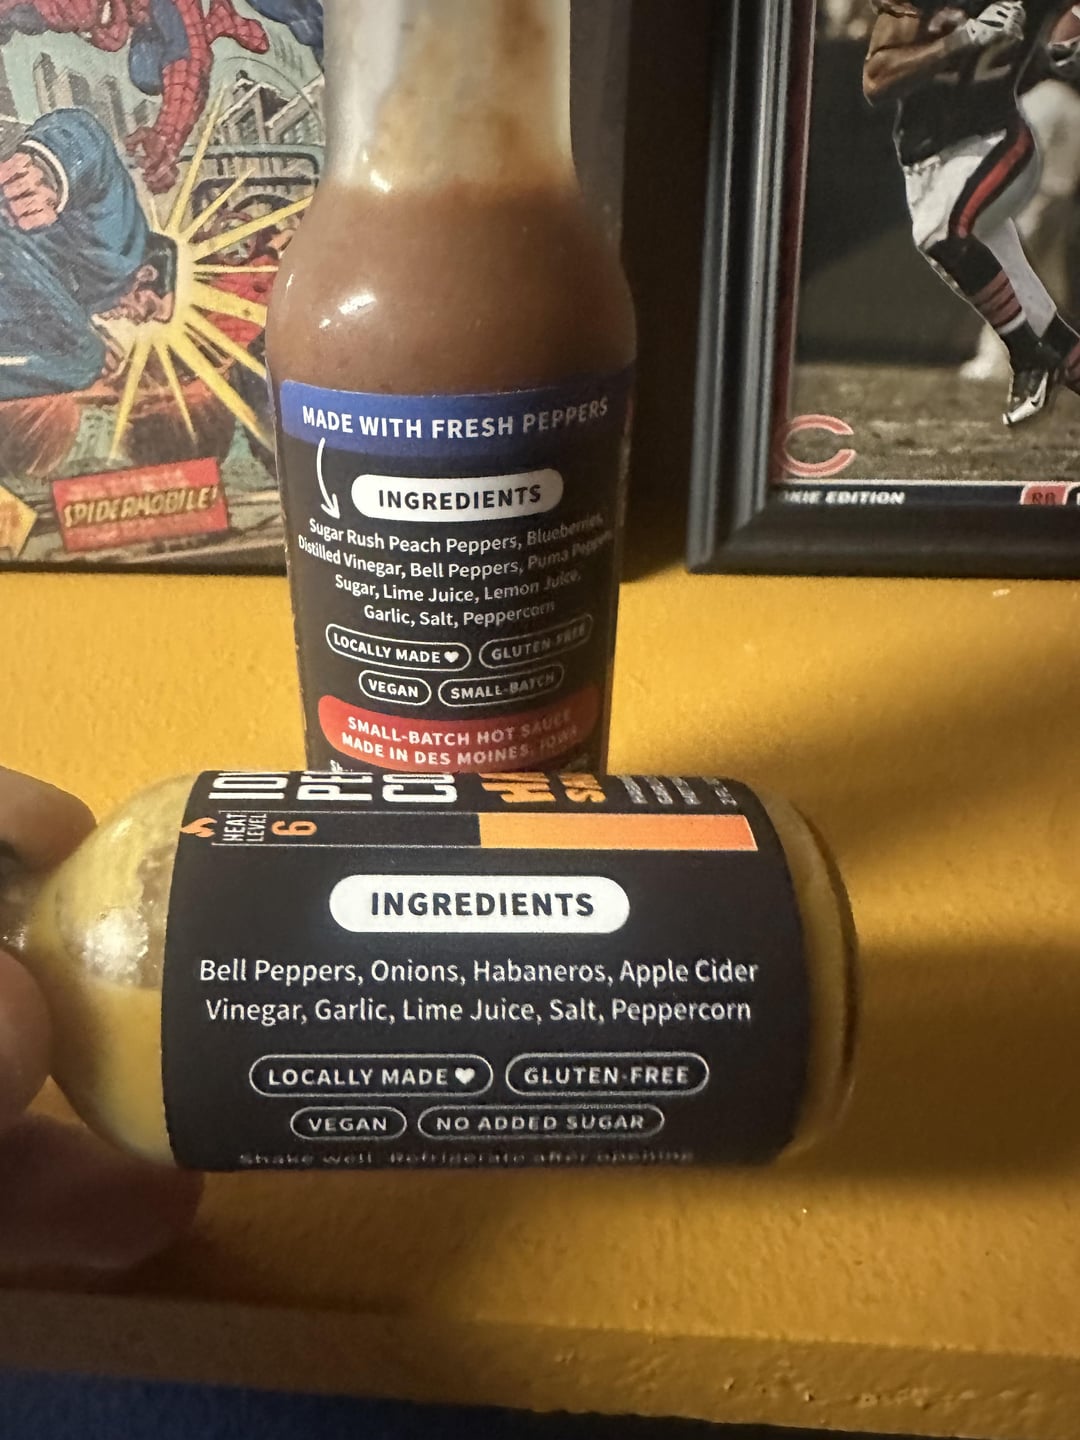 SPIDERMOBILE!
KIE EDITION
MADE WITH FRESH PEPPERS
INGREDIENTS
Sugar Rush Peach Peppers, Blueberries,
Distilled Vinegar, Bell Peppers, Puma Peppers,
Sugar, Lime Juice, Lemon Juice,
Garlic, Salt, Peppercorn
LOCALLY MADE GLUTEN-FREE
VEGAN SMALL-BATCH
SMALL-BATCH HOT SAUCE
MADE IN DES MOINES, IOWA
HEAT
LEVEL
6
INGREDIENTS
Bell Peppers, Onions, Habaneros, Apple Cider
Vinegar, Garlic, Lime Juice, Salt, Peppercorn
LOCALLY MADE GLUTEN-FREE
VEGAN NO ADDED SUGAR
Shake well. Refrigerate after opening